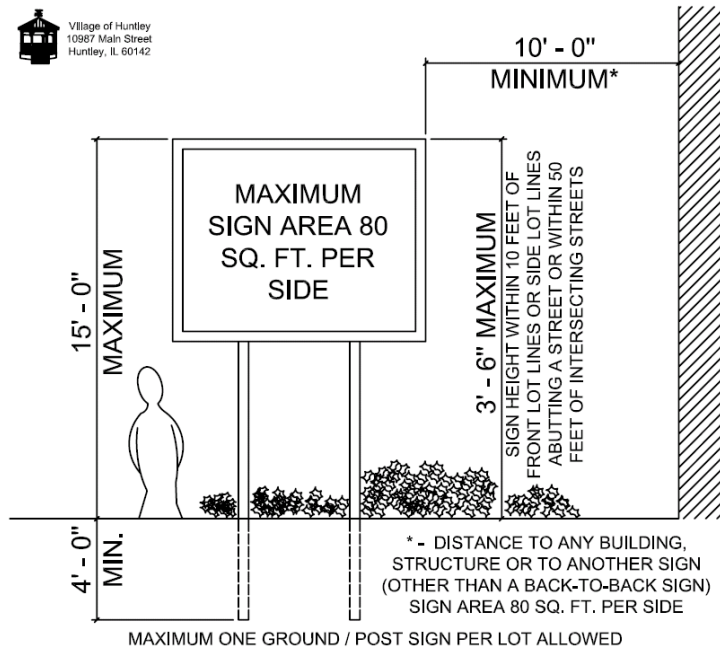 Village of Huntley
10987 Main Street
Huntley, IL 60142
10' - 0"
MINIMUM*
MAXIMUM
SIGN AREA 80
SQ. FT. PER
SIDE
15' - 0"
MAXIMUM
3' - 6" MAXIMUM
SIGN HEIGHT WITHIN 10 FEET OF
FRONT LOT LINES OR SIDE LOT LINES
ABUTTING A STREET OR WITHIN 50
FEET OF INTERSECTING STREETS
4' - 0"
MIN.
* - DISTANCE TO ANY BUILDING,
STRUCTURE OR TO ANOTHER SIGN
(OTHER THAN A BACK-TO-BACK SIGN)
SIGN AREA 80 SQ. FT. PER SIDE
MAXIMUM ONE GROUND / POST SIGN PER LOT ALLOWED